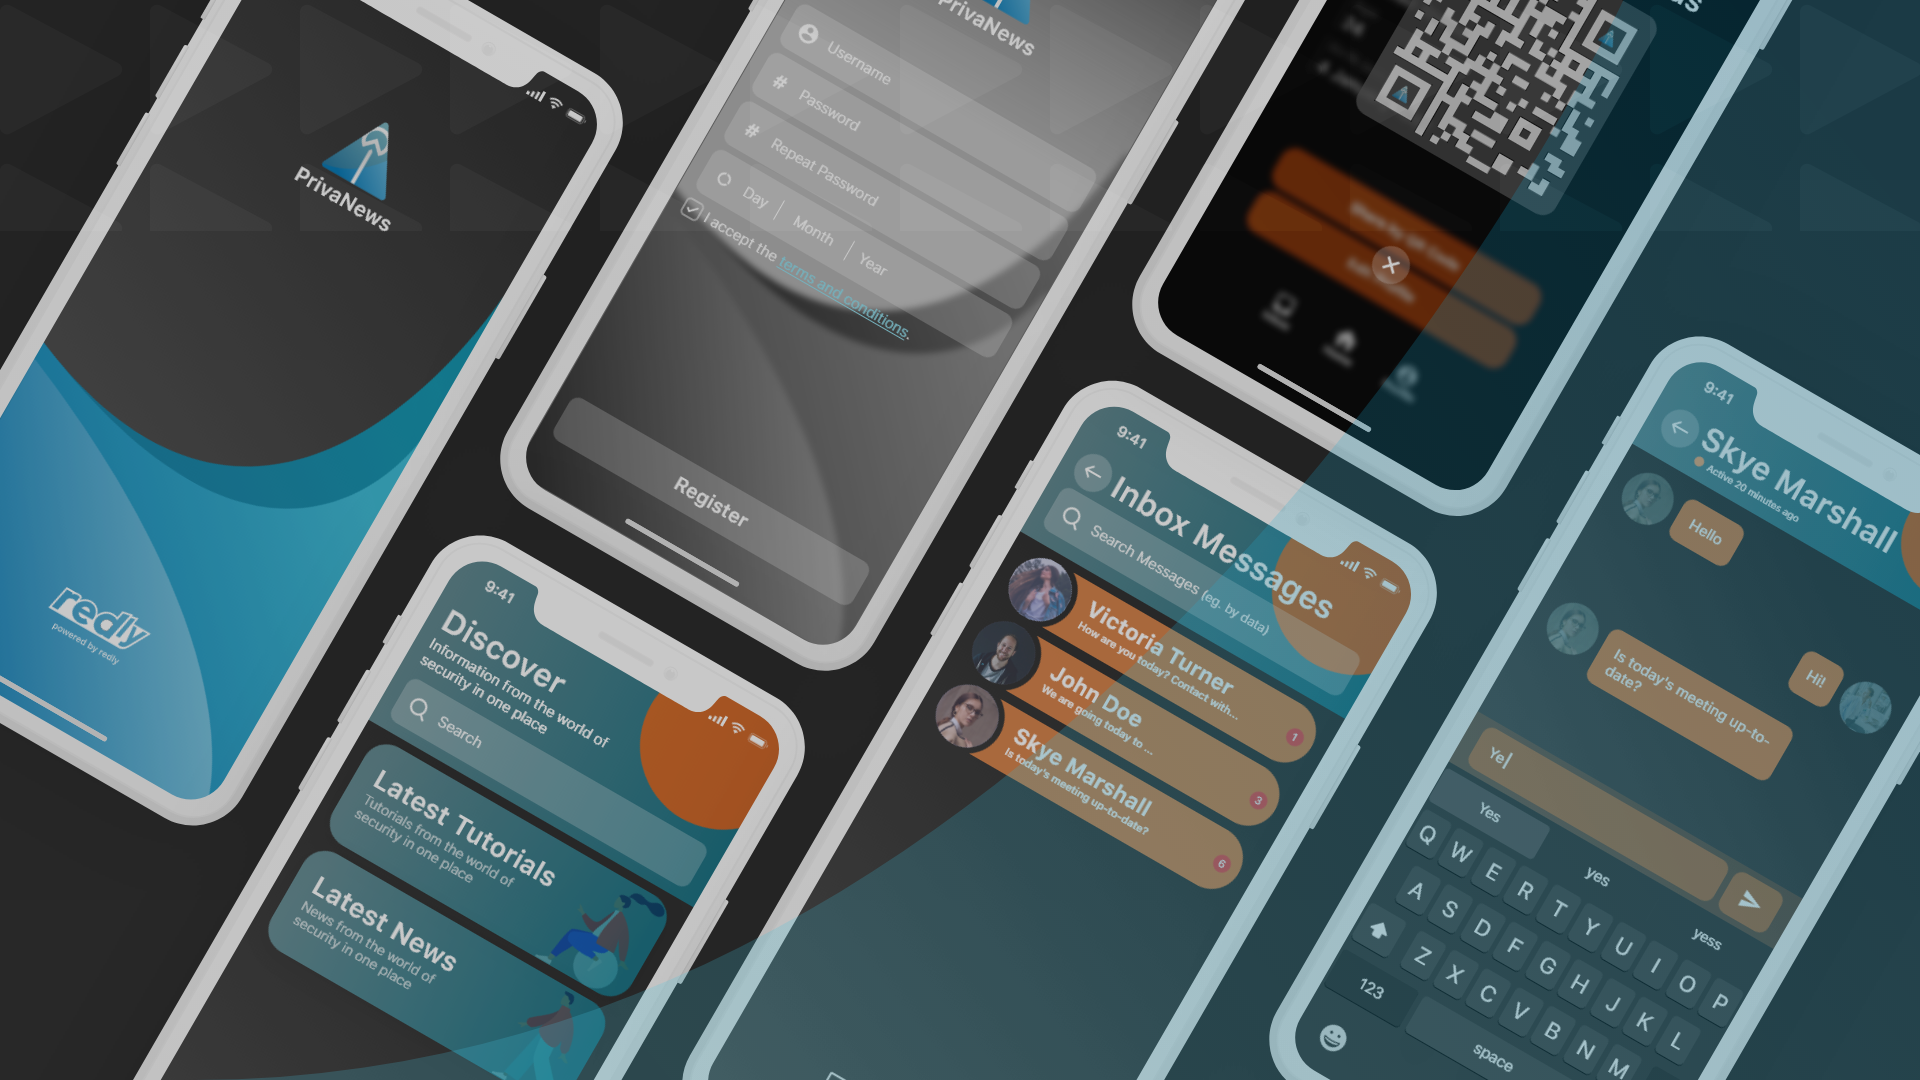 PrivaNews
redly
powered by redly
PrivaNews
Username
Password
Repeat Password
Day
Month
Year
I accept the terms and conditions.
Register
9:41
Discover
Information from the world of
security in one place
Search
Latest Tutorials
Tutorials from the world of
security in one place
Latest News
News from the world of
security in one place
9:41
Inbox Messages
Search Messages (eg. by data)
Victoria Turner
How are you today? Contact with...
1
John Doe
We are going today to ...
3
Skye Marshall
Is today's meeting up-to-date?
6
9:41
Skye Marshall
Active 20 minutes ago
Hello
Hi!
Is today's meeting up-to-
date?
Ye
Yes
yes
yess
Q W E R T Y U I O P
A S D F G H J K L
Z X C V B N M
123
space